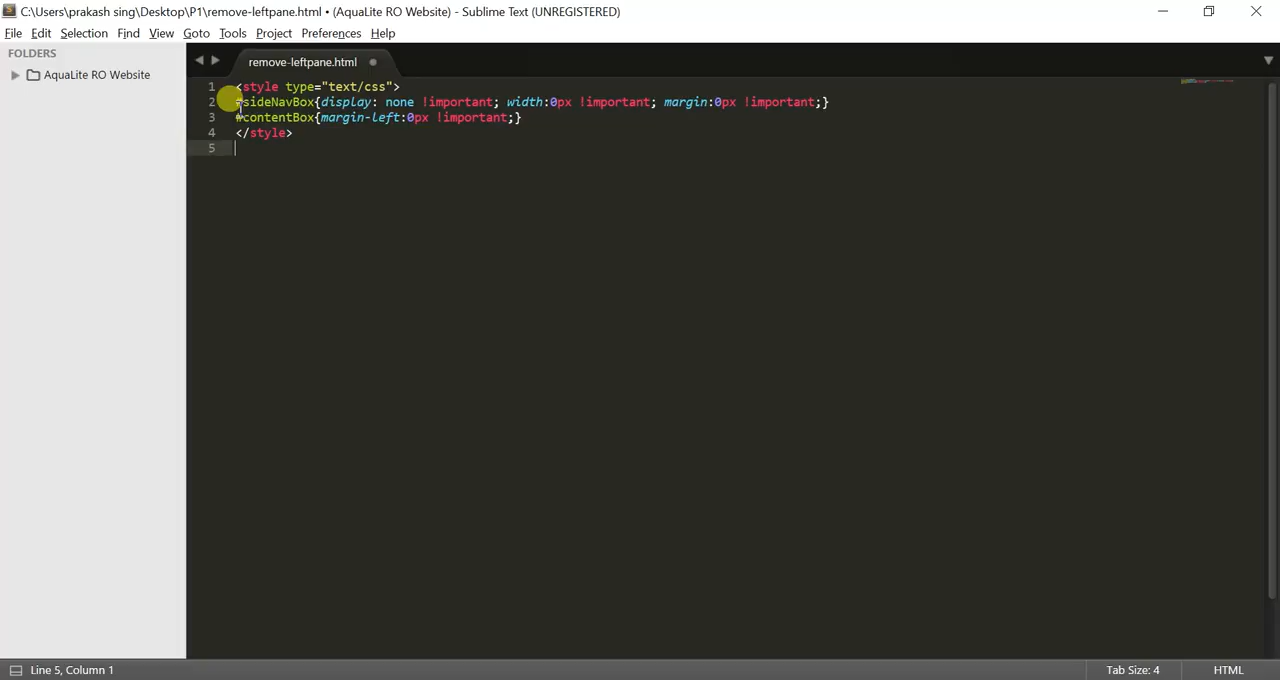 C:\Users\prakash sing\Desktop\P1\remove-leftpane.html • (AquaLite RO Website) - Sublime Text (UNREGISTERED)
File Edit Selection Find View Goto Tools Project Preferences Help
FOLDERS
AquaLite RO Website
remove-leftpane.html
1 <style type="text/css">
2 #sideNavBox{display: none !important; width:0px !important; margin:0px !important;}
3 #contentBox{margin-left:0px !important;}
4 </style>
5
Line 5, Column 1 Tab Size: 4 HTML